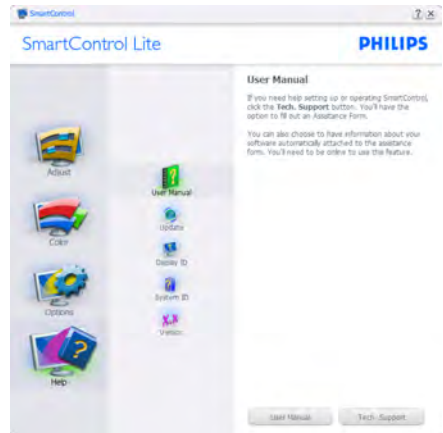 SmartControl
SmartControl Lite
PHILIPS
Adjust
Color
Options
Help
User Manual
Update
Display ID
System ID
Version
User Manual
If you need help setting up or operating SmartControl,
click the Tech. Support button. You'll have the
option to fill out an Assistance Form.
You can also choose to have information about your
software automatically attached to the assistance
form. You'll need to be online to use this feature.
User Manual
Tech. Support